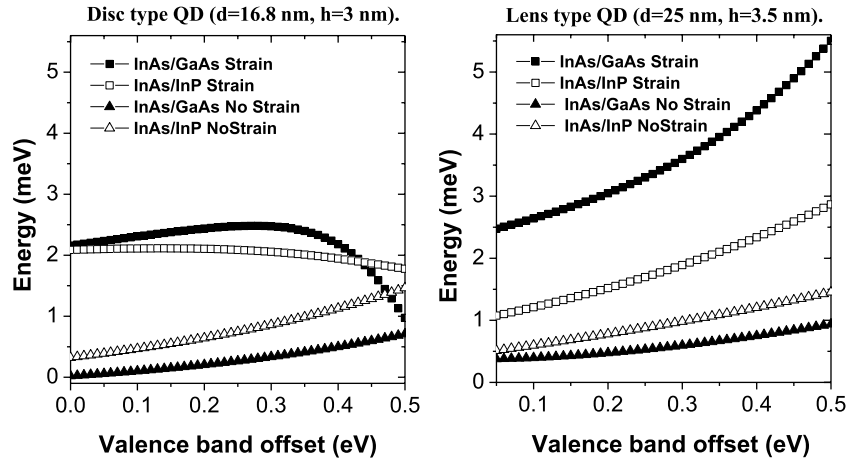 Disc type QD (d=16.8 nm, h=3 nm).
InAs/GaAs Strain
InAs/InP Strain
InAs/GaAs No Strain
InAs/InP NoStrain
Energy (meV)
5
4
3
2
1
0
0.0 0.1 0.2 0.3 0.4 0.5
Valence band offset (eV)
Lens type QD (d=25 nm, h=3.5 nm).
InAs/GaAs Strain
InAs/InP Strain
InAs/GaAs No Strain
InAs/InP NoStrain
Energy (meV)
5
4
3
2
1
0
0.1 0.2 0.3 0.4 0.5
Valence band offset (eV)